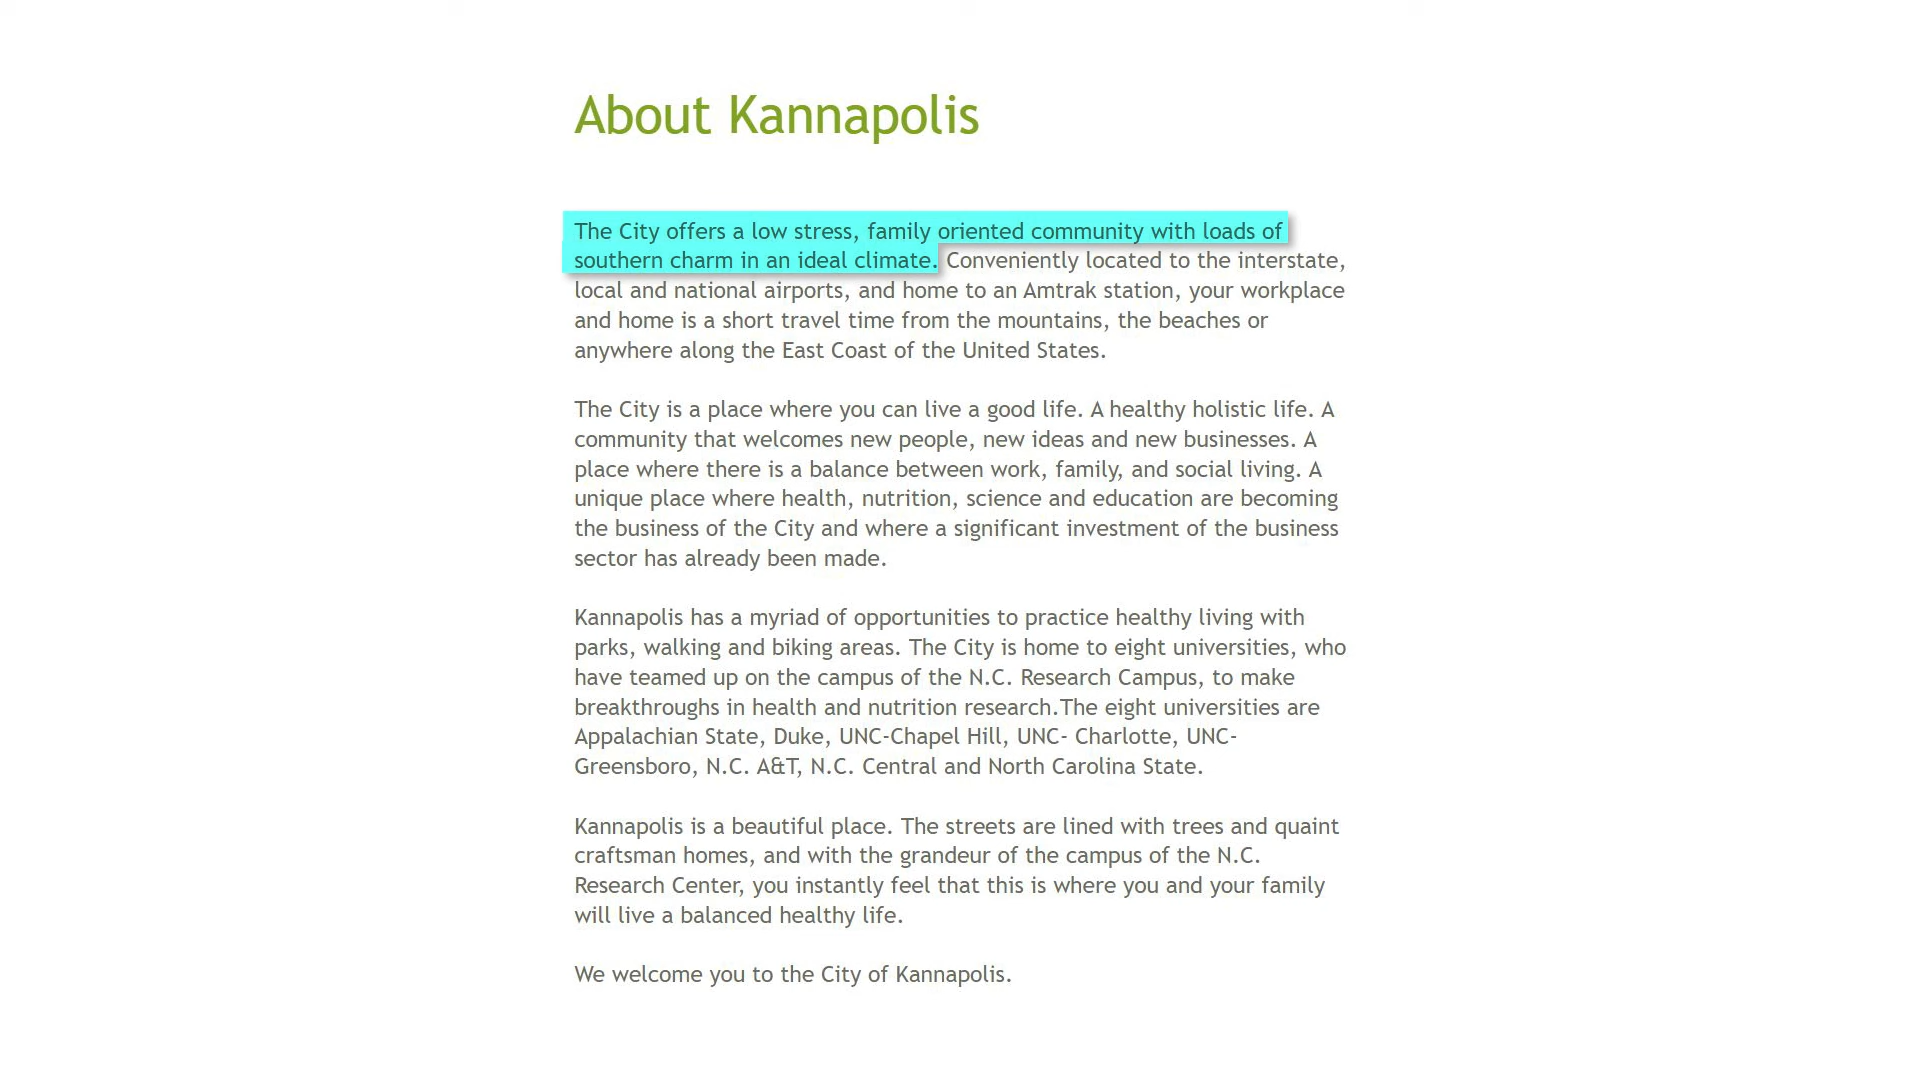 About Kannapolis
The City offers a low stress, family oriented community with loads of
southern charm in an ideal climate. Conveniently located to the interstate,
local and national airports, and home to an Amtrak station, your workplace
and home is a short travel time from the mountains, the beaches or
anywhere along the East Coast of the United States.
The City is a place where you can live a good life. A healthy holistic life. A
community that welcomes new people, new ideas and new businesses. A
place where there is a balance between work, family, and social living. A
unique place where health, nutrition, science and education are becoming
the business of the City and where a significant investment of the business
sector has already been made.
Kannapolis has a myriad of opportunities to practice healthy living with
parks, walking and biking areas. The City is home to eight universities, who
have teamed up on the campus of the N.C. Research Campus, to make
breakthroughs in health and nutrition research.The eight universities are
Appalachian State, Duke, UNC-Chapel Hill, UNC- Charlotte, UNC-
Greensboro, N.C. A&T, N.C. Central and North Carolina State.
Kannapolis is a beautiful place. The streets are lined with trees and quaint
craftsman homes, and with the grandeur of the campus of the N.C.
Research Center, you instantly feel that this is where you and your family
will live a balanced healthy life.
We welcome you to the City of Kannapolis.